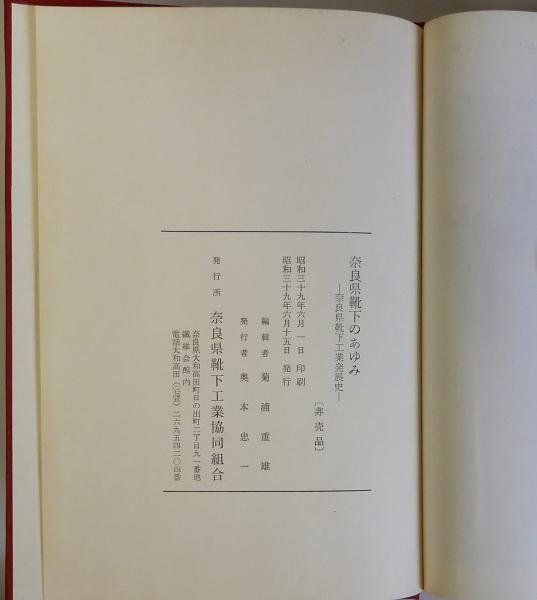 奈良県靴下のあゆみ
―奈良県靴下工業発展史―
〔非売品〕
昭和三十九年六月一日 印刷
昭和三十九年六月十五日 発行
編輯者 菊浦重雄
発行者 奥本忠一
発行所 奈良県靴下工業協同組合
奈良県大和高田町日の出町二丁目九一番地
繊維会館内
電話大和高田 二六九五四二〇四番